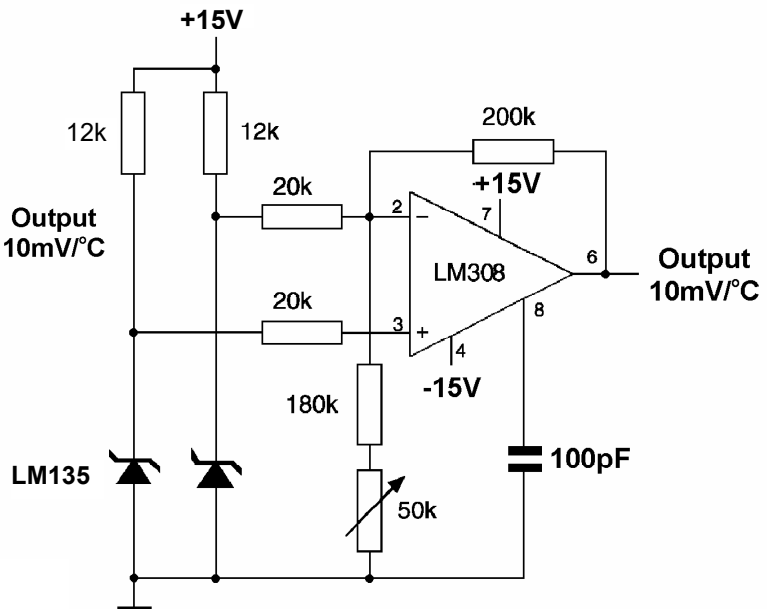 +15V
12k
12k
200k
20k
+15V
Output
10mV/°C
2
−
7
6
LM308
Output
10mV/°C
20k
3
+
8
4
-15V
180k
LM135
100pF
50k